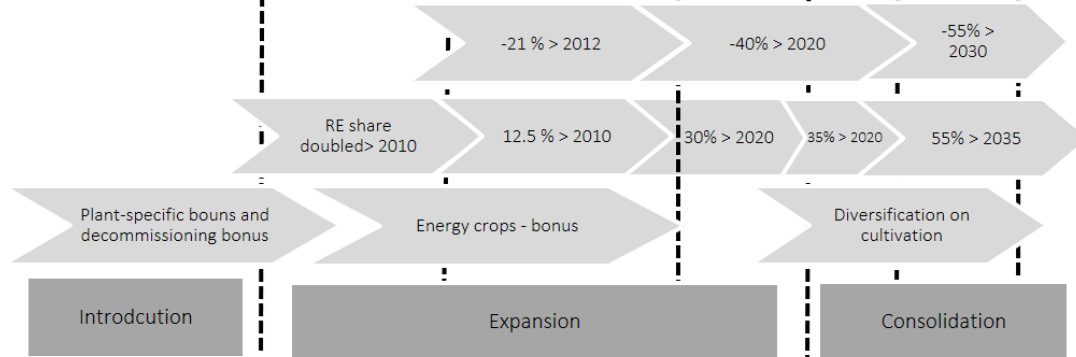 -21 % > 2012
-40% > 2020
-55% >
2030
RE share
doubled> 2010
12.5 % > 2010
30% > 2020
35% > 2020
55% > 2035
Plant-specific bouns and
decommissioning bonus
Energy crops - bonus
Diversification on
cultivation
Introdcution
Expansion
Consolidation